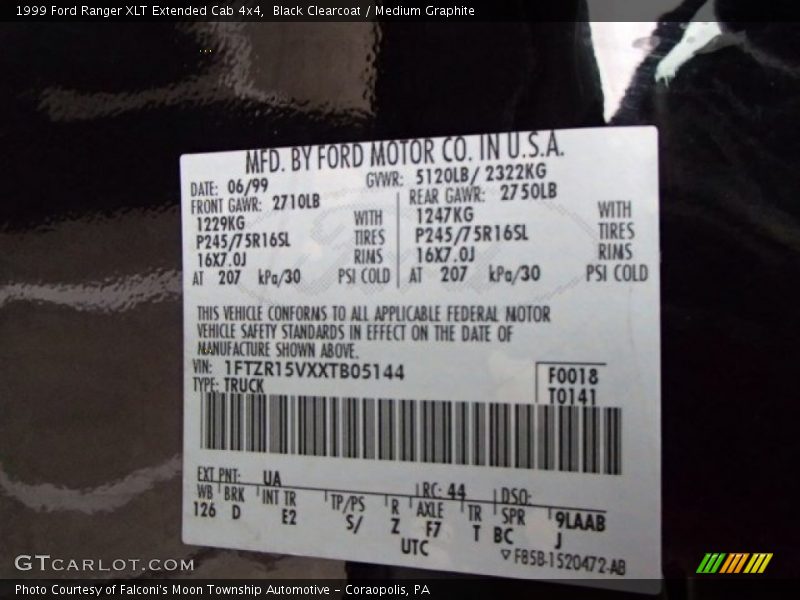 1999 Ford Ranger XLT Extended Cab 4x4, Black Clearcoat / Medium Graphite
MFD. BY FORD MOTOR CO. IN U.S.A.
DATE: 06/99 GVWR: 5120LB/ 2322KG
FRONT GAWR: 2710LB REAR GAWR: 2750LB
1229KG WITH 1247KG WITH
P245/75R16SL TIRES P245/75R16SL TIRES
16X7.0J RIMS 16X7.0J RIMS
AT 207 kPa/30 PSI COLD AT 207 kPa/30 PSI COLD
THIS VEHICLE CONFORMS TO ALL APPLICABLE FEDERAL MOTOR
VEHICLE SAFETY STANDARDS IN EFFECT ON THE DATE OF
MANUFACTURE SHOWN ABOVE.
VIN: 1FTZR15VXXTB05144 F0018
TYPE: TRUCK T0141
EXT PNT: UA RC: 44 DSO:
WB BRK INT TR TP/PS R AXLE TR SPR 9LAAB
126 D E2 S/ Z F7 T BC J
UTC ▽F85B-1520472-AB
GTCARLOT.COM
Photo Courtesy of Falconi's Moon Township Automotive - Coraopolis, PA